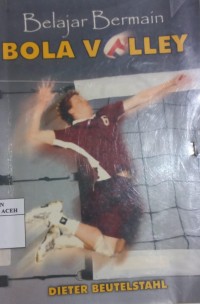 Belajar Bermain
BOLA VOLLEY
ACEH
DIETER BEUTELSTAHL